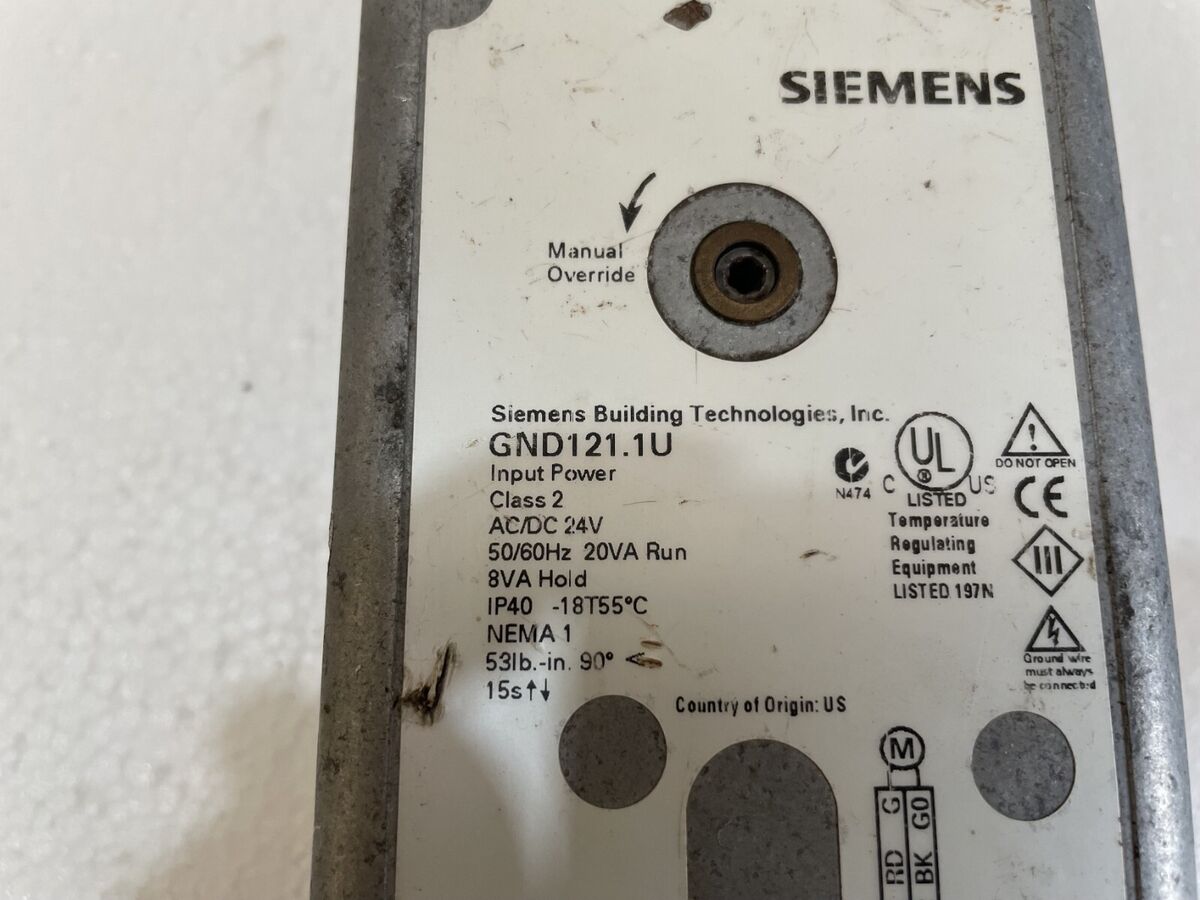 SIEMENS
Manual
Override
Siemens Building Technologies, Inc.
GND121.1U
Input Power
Class 2
AC/DC 24V
50/60Hz 20VA Run
8VA Hold
IP40 -18T55°C
NEMA 1
53lb.-in. 90°
15s↑↓
N474
C UL ® US
LISTED
Temperature
Regulating
Equipment
LISTED 197N
DO NOT OPEN
CE
III
Ground wire
must always
be connected
Country of Origin: US
M
G G0
RD BK